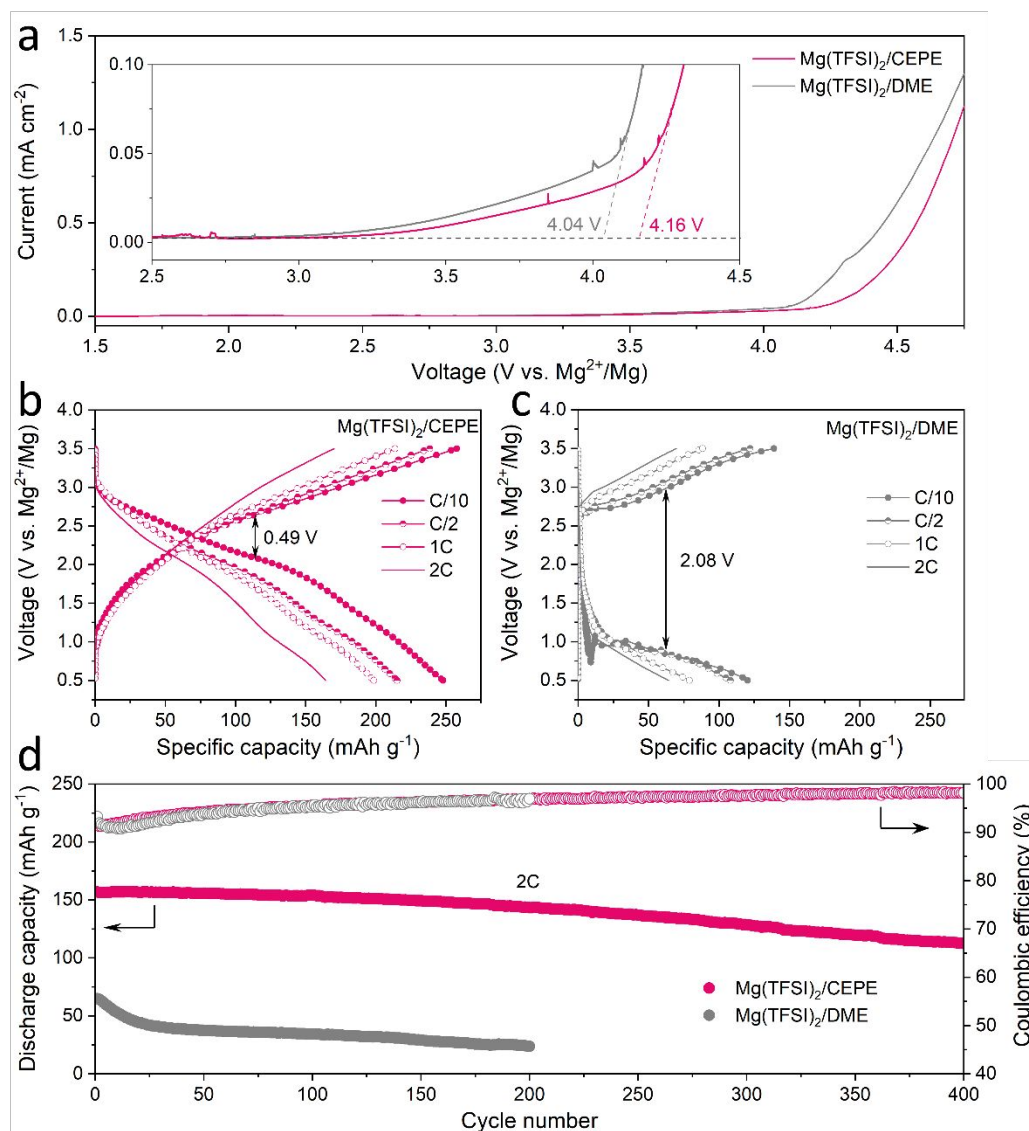 a
1.5
1.0
0.5
0.0
Current (mA cm⁻²)
0.10
0.05
0.00
2.5 3.0 3.5 4.0 4.5
4.04 V
4.16 V
Mg(TFSI)₂/CEPE
Mg(TFSI)₂/DME
1.5 2.0 2.5 3.0 3.5 4.0 4.5
Voltage (V vs. Mg²⁺/Mg)
b
4.0
3.5
3.0
2.5
2.0
1.5
1.0
0.5
Voltage (V vs. Mg²⁺/Mg)
Mg(TFSI)₂/CEPE
C/10
C/2
1C
2C
0.49 V
0 50 100 150 200 250
Specific capacity (mAh g⁻¹)
c
4.0
3.5
3.0
2.5
2.0
1.5
1.0
0.5
Voltage (V vs. Mg²⁺/Mg)
Mg(TFSI)₂/DME
C/10
C/2
1C
2C
2.08 V
0 50 100 150 200 250
Specific capacity (mAh g⁻¹)
d
250
200
150
100
50
0
Discharge capacity (mAh g⁻¹)
2C
Mg(TFSI)₂/CEPE
Mg(TFSI)₂/DME
100
90
80
70
60
50
40
Coulombic efficiency (%)
0 50 100 150 200 250 300 350 400
Cycle number